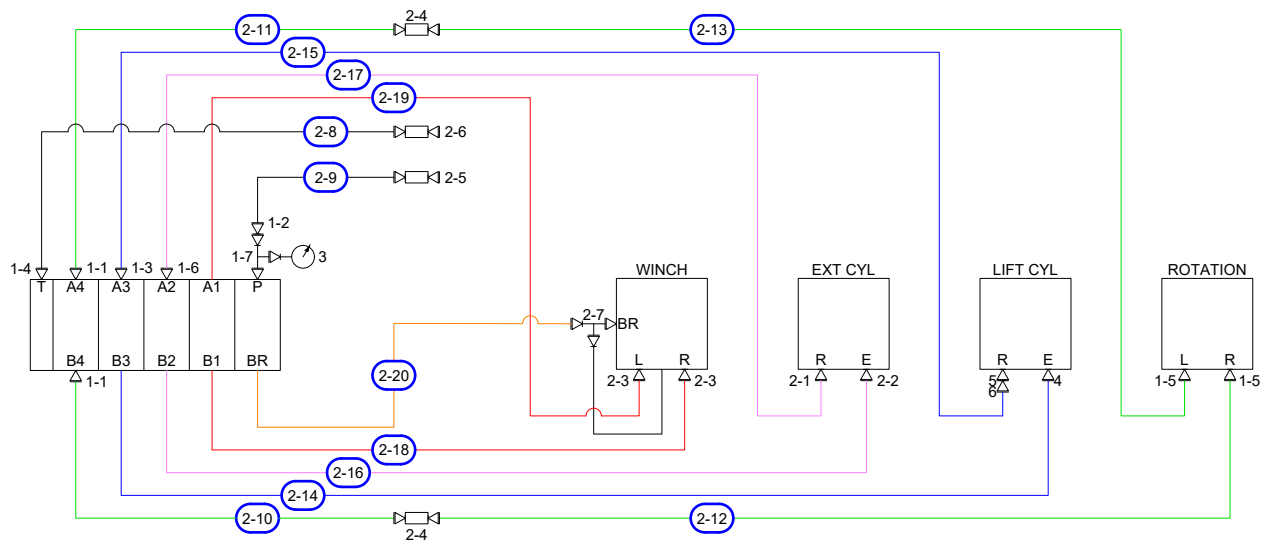 2-4
2-11
2-13
2-15
2-17
2-19
2-8
2-6
2-9
2-5
1-2
1-7
3
1-4
1-1
1-3
1-6
WINCH
EXT CYL
LIFT CYL
ROTATION
T
A4
A3
A2
A1
P
2-7
BR
B4
B3
B2
B1
BR
L
R
R
E
R
E
L
R
1-1
2-20
2-3
2-3
2-1
2-2
5
4
6
1-5
1-5
2-18
2-16
2-14
2-10
2-12
2-4